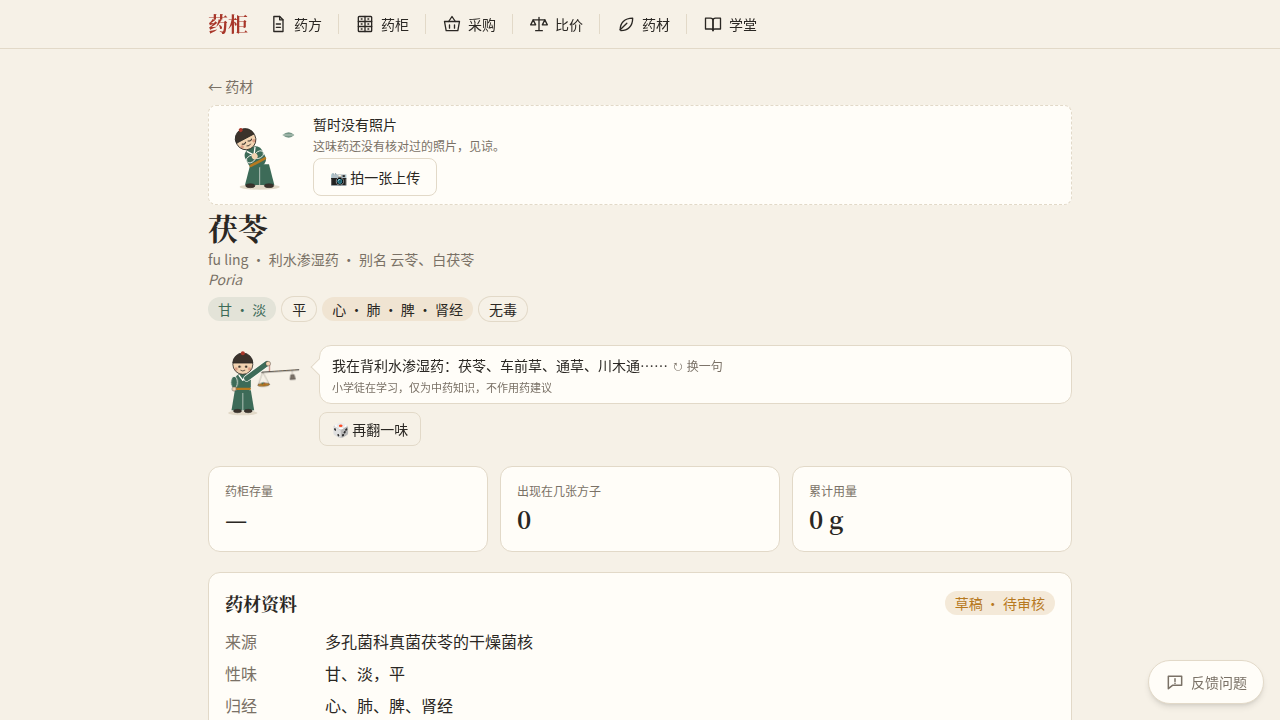 药柜 药方 药柜 采购 比价 药材 学堂
← 药材
暂时没有照片
这味药还没有核对过的照片，见谅。
📷 拍一张上传
茯苓
fu ling · 利水渗湿药 · 别名 云苓、白茯苓
Poria
甘 · 淡 平 心 · 肺 · 脾 · 肾经 无毒
我在背利水渗湿药：茯苓、车前草、通草、川木通…… ↻ 换一句
小学徒在学习，仅为中药知识，不作用药建议
🎲 再翻一味
药柜存量 出现在几张方子 累计用量
— 0 0 g
药材资料 草稿 · 待审核
来源 多孔菌科真菌茯苓的干燥菌核
性味 甘、淡，平
归经 心、肺、脾、肾经
反馈问题